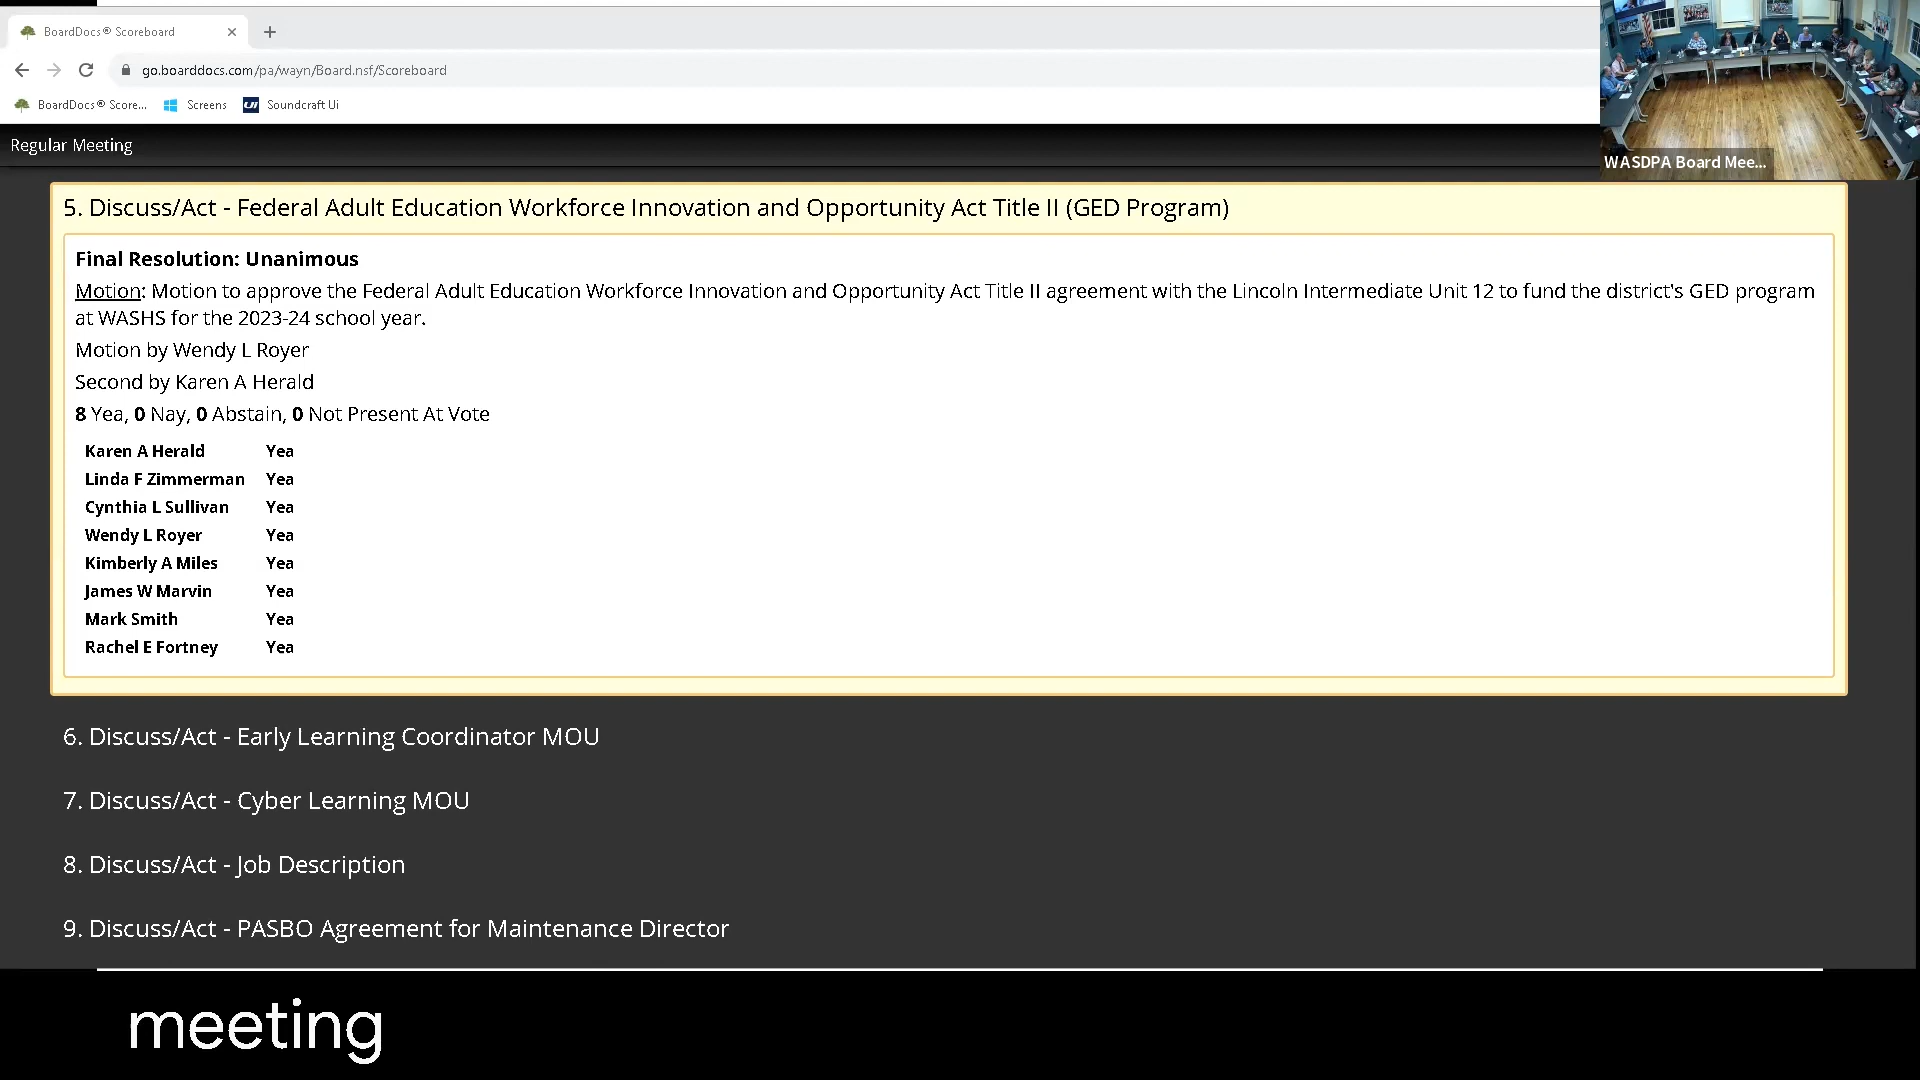 BoardDocs® Scoreboard
go.boarddocs.com/pa/wayn/Board.nsf/Scoreboard
BoardDocs® Score... Screens Soundcraft Ui
Regular Meeting
WASDPA Board Mee...
5. Discuss/Act - Federal Adult Education Workforce Innovation and Opportunity Act Title II (GED Program)
Final Resolution: Unanimous
Motion: Motion to approve the Federal Adult Education Workforce Innovation and Opportunity Act Title II agreement with the Lincoln Intermediate Unit 12 to fund the district's GED program
at WASHS for the 2023-24 school year.
Motion by Wendy L Royer
Second by Karen A Herald
8 Yea, 0 Nay, 0 Abstain, 0 Not Present At Vote
Karen A Herald Yea
Linda F Zimmerman Yea
Cynthia L Sullivan Yea
Wendy L Royer Yea
Kimberly A Miles Yea
James W Marvin Yea
Mark Smith Yea
Rachel E Fortney Yea
6. Discuss/Act - Early Learning Coordinator MOU
7. Discuss/Act - Cyber Learning MOU
8. Discuss/Act - Job Description
9. Discuss/Act - PASBO Agreement for Maintenance Director
meeting